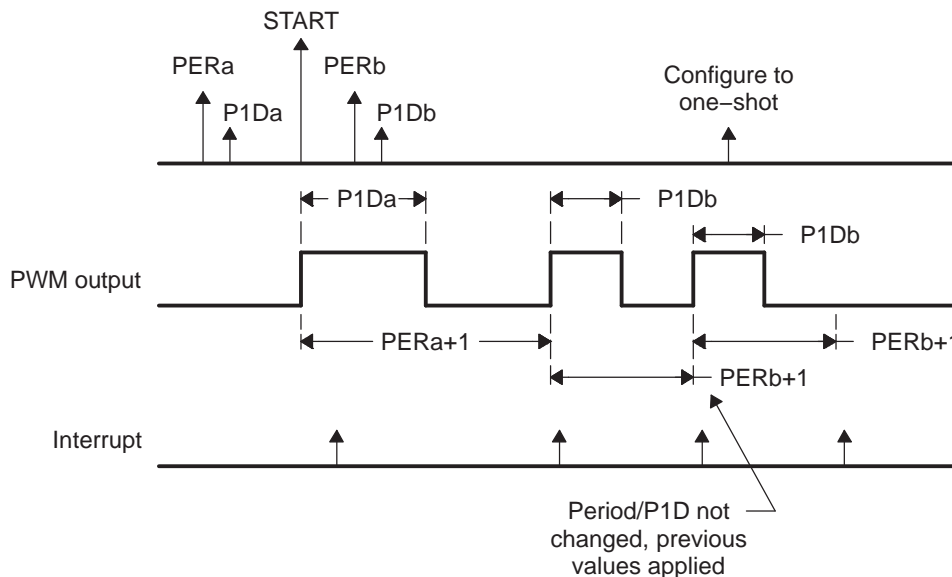 START
PERa
PERb
Configure to
one−shot
P1Da
P1Db
P1Da
P1Db
P1Db
PWM output
PERa+1
PERb+1
PERb+1
Interrupt
Period/P1D not
changed, previous
values applied